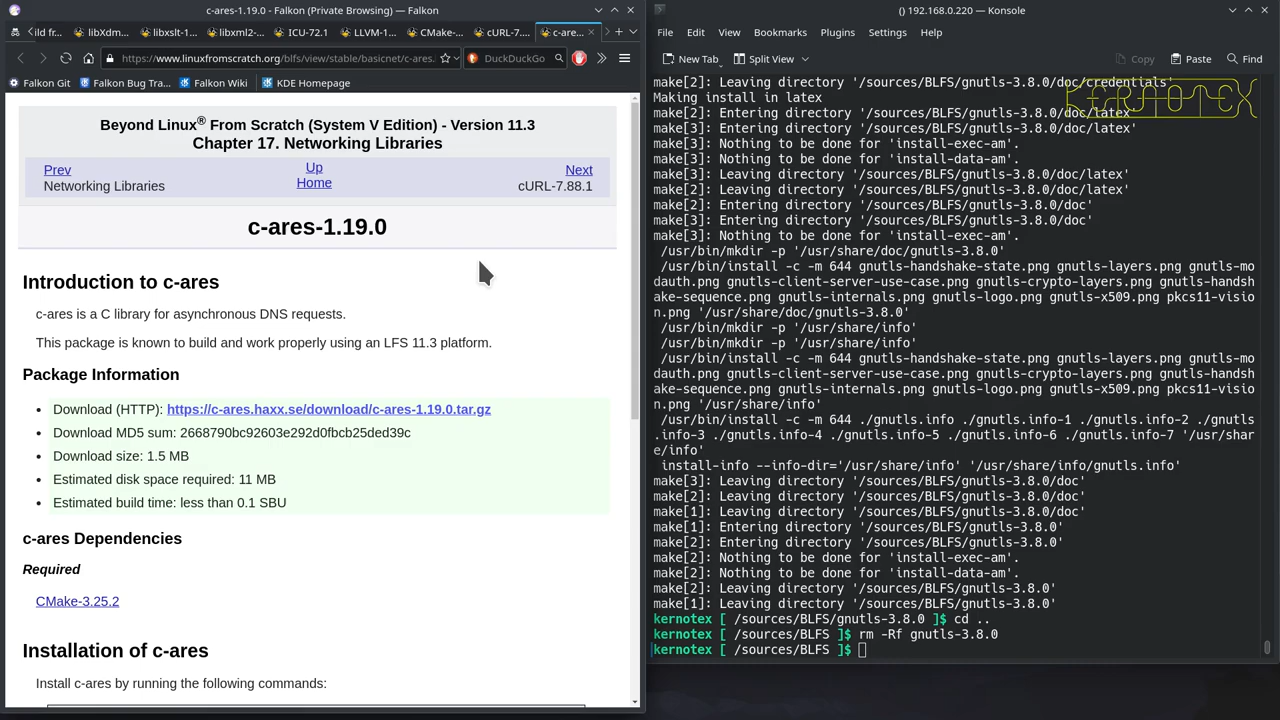 c-ares-1.19.0 - Falkon (Private Browsing) — Falkon
ild fr...
libXdm...
libxslt-1...
libxml2-...
ICU-72.1
LLVM-1...
CMake-...
cURL-7....
c-are...
https://www.linuxfromscratch.org/blfs/view/stable/basicnet/c-ares.
DuckDuckGo
Falkon Git
Falkon Bug Tra...
Falkon Wiki
KDE Homepage
Beyond Linux® From Scratch (System V Edition) - Version 11.3
Chapter 17. Networking Libraries
Prev
Up
Next
Networking Libraries
Home
cURL-7.88.1
c-ares-1.19.0
Introduction to c-ares
c-ares is a C library for asynchronous DNS requests.
This package is known to build and work properly using an LFS 11.3 platform.
Package Information
• Download (HTTP): https://c-ares.haxx.se/download/c-ares-1.19.0.tar.gz
• Download MD5 sum: 2668790bc92603e292d0fbcb25ded39c
• Download size: 1.5 MB
• Estimated disk space required: 11 MB
• Estimated build time: less than 0.1 SBU
c-ares Dependencies
Required
CMake-3.25.2
Installation of c-ares
Install c-ares by running the following commands:
() 192.168.0.220 — Konsole
File Edit View Bookmarks Plugins Settings Help
New Tab
Split View
Copy
Paste
Find
KERNOTEX
make[2]: Leaving directory '/sources/BLFS/gnutls-3.8.0/doc/credentials'
Making install in latex
make[2]: Entering directory '/sources/BLFS/gnutls-3.8.0/doc/latex'
make[3]: Entering directory '/sources/BLFS/gnutls-3.8.0/doc/latex'
make[3]: Nothing to be done for 'install-exec-am'.
make[3]: Nothing to be done for 'install-data-am'.
make[3]: Leaving directory '/sources/BLFS/gnutls-3.8.0/doc/latex'
make[2]: Leaving directory '/sources/BLFS/gnutls-3.8.0/doc/latex'
make[2]: Entering directory '/sources/BLFS/gnutls-3.8.0/doc'
make[3]: Entering directory '/sources/BLFS/gnutls-3.8.0/doc'
make[3]: Nothing to be done for 'install-exec-am'.
/usr/bin/mkdir -p '/usr/share/doc/gnutls-3.8.0'
/usr/bin/install -c -m 644 gnutls-handshake-state.png gnutls-layers.png gnutls-mo
dauth.png gnutls-client-server-use-case.png gnutls-crypto-layers.png gnutls-handsh
ake-sequence.png gnutls-internals.png gnutls-logo.png gnutls-x509.png pkcs11-visio
n.png '/usr/share/doc/gnutls-3.8.0'
/usr/bin/mkdir -p '/usr/share/info'
/usr/bin/mkdir -p '/usr/share/info'
/usr/bin/install -c -m 644 gnutls-handshake-state.png gnutls-layers.png gnutls-mo
dauth.png gnutls-client-server-use-case.png gnutls-crypto-layers.png gnutls-handsh
ake-sequence.png gnutls-internals.png gnutls-logo.png gnutls-x509.png pkcs11-visio
n.png '/usr/share/info'
/usr/bin/install -c -m 644 ./gnutls.info ./gnutls.info-1 ./gnutls.info-2 ./gnutls
.info-3 ./gnutls.info-4 ./gnutls.info-5 ./gnutls.info-6 ./gnutls.info-7 '/usr/shar
e/info'
install-info --info-dir='/usr/share/info' '/usr/share/info/gnutls.info'
make[3]: Leaving directory '/sources/BLFS/gnutls-3.8.0/doc'
make[2]: Leaving directory '/sources/BLFS/gnutls-3.8.0/doc'
make[1]: Leaving directory '/sources/BLFS/gnutls-3.8.0/doc'
make[1]: Entering directory '/sources/BLFS/gnutls-3.8.0'
make[2]: Entering directory '/sources/BLFS/gnutls-3.8.0'
make[2]: Nothing to be done for 'install-exec-am'.
make[2]: Nothing to be done for 'install-data-am'.
make[2]: Leaving directory '/sources/BLFS/gnutls-3.8.0'
make[1]: Leaving directory '/sources/BLFS/gnutls-3.8.0'
kernotex [ /sources/BLFS/gnutls-3.8.0 ]$ cd ..
kernotex [ /sources/BLFS ]$ rm -Rf gnutls-3.8.0
kernotex [ /sources/BLFS ]$